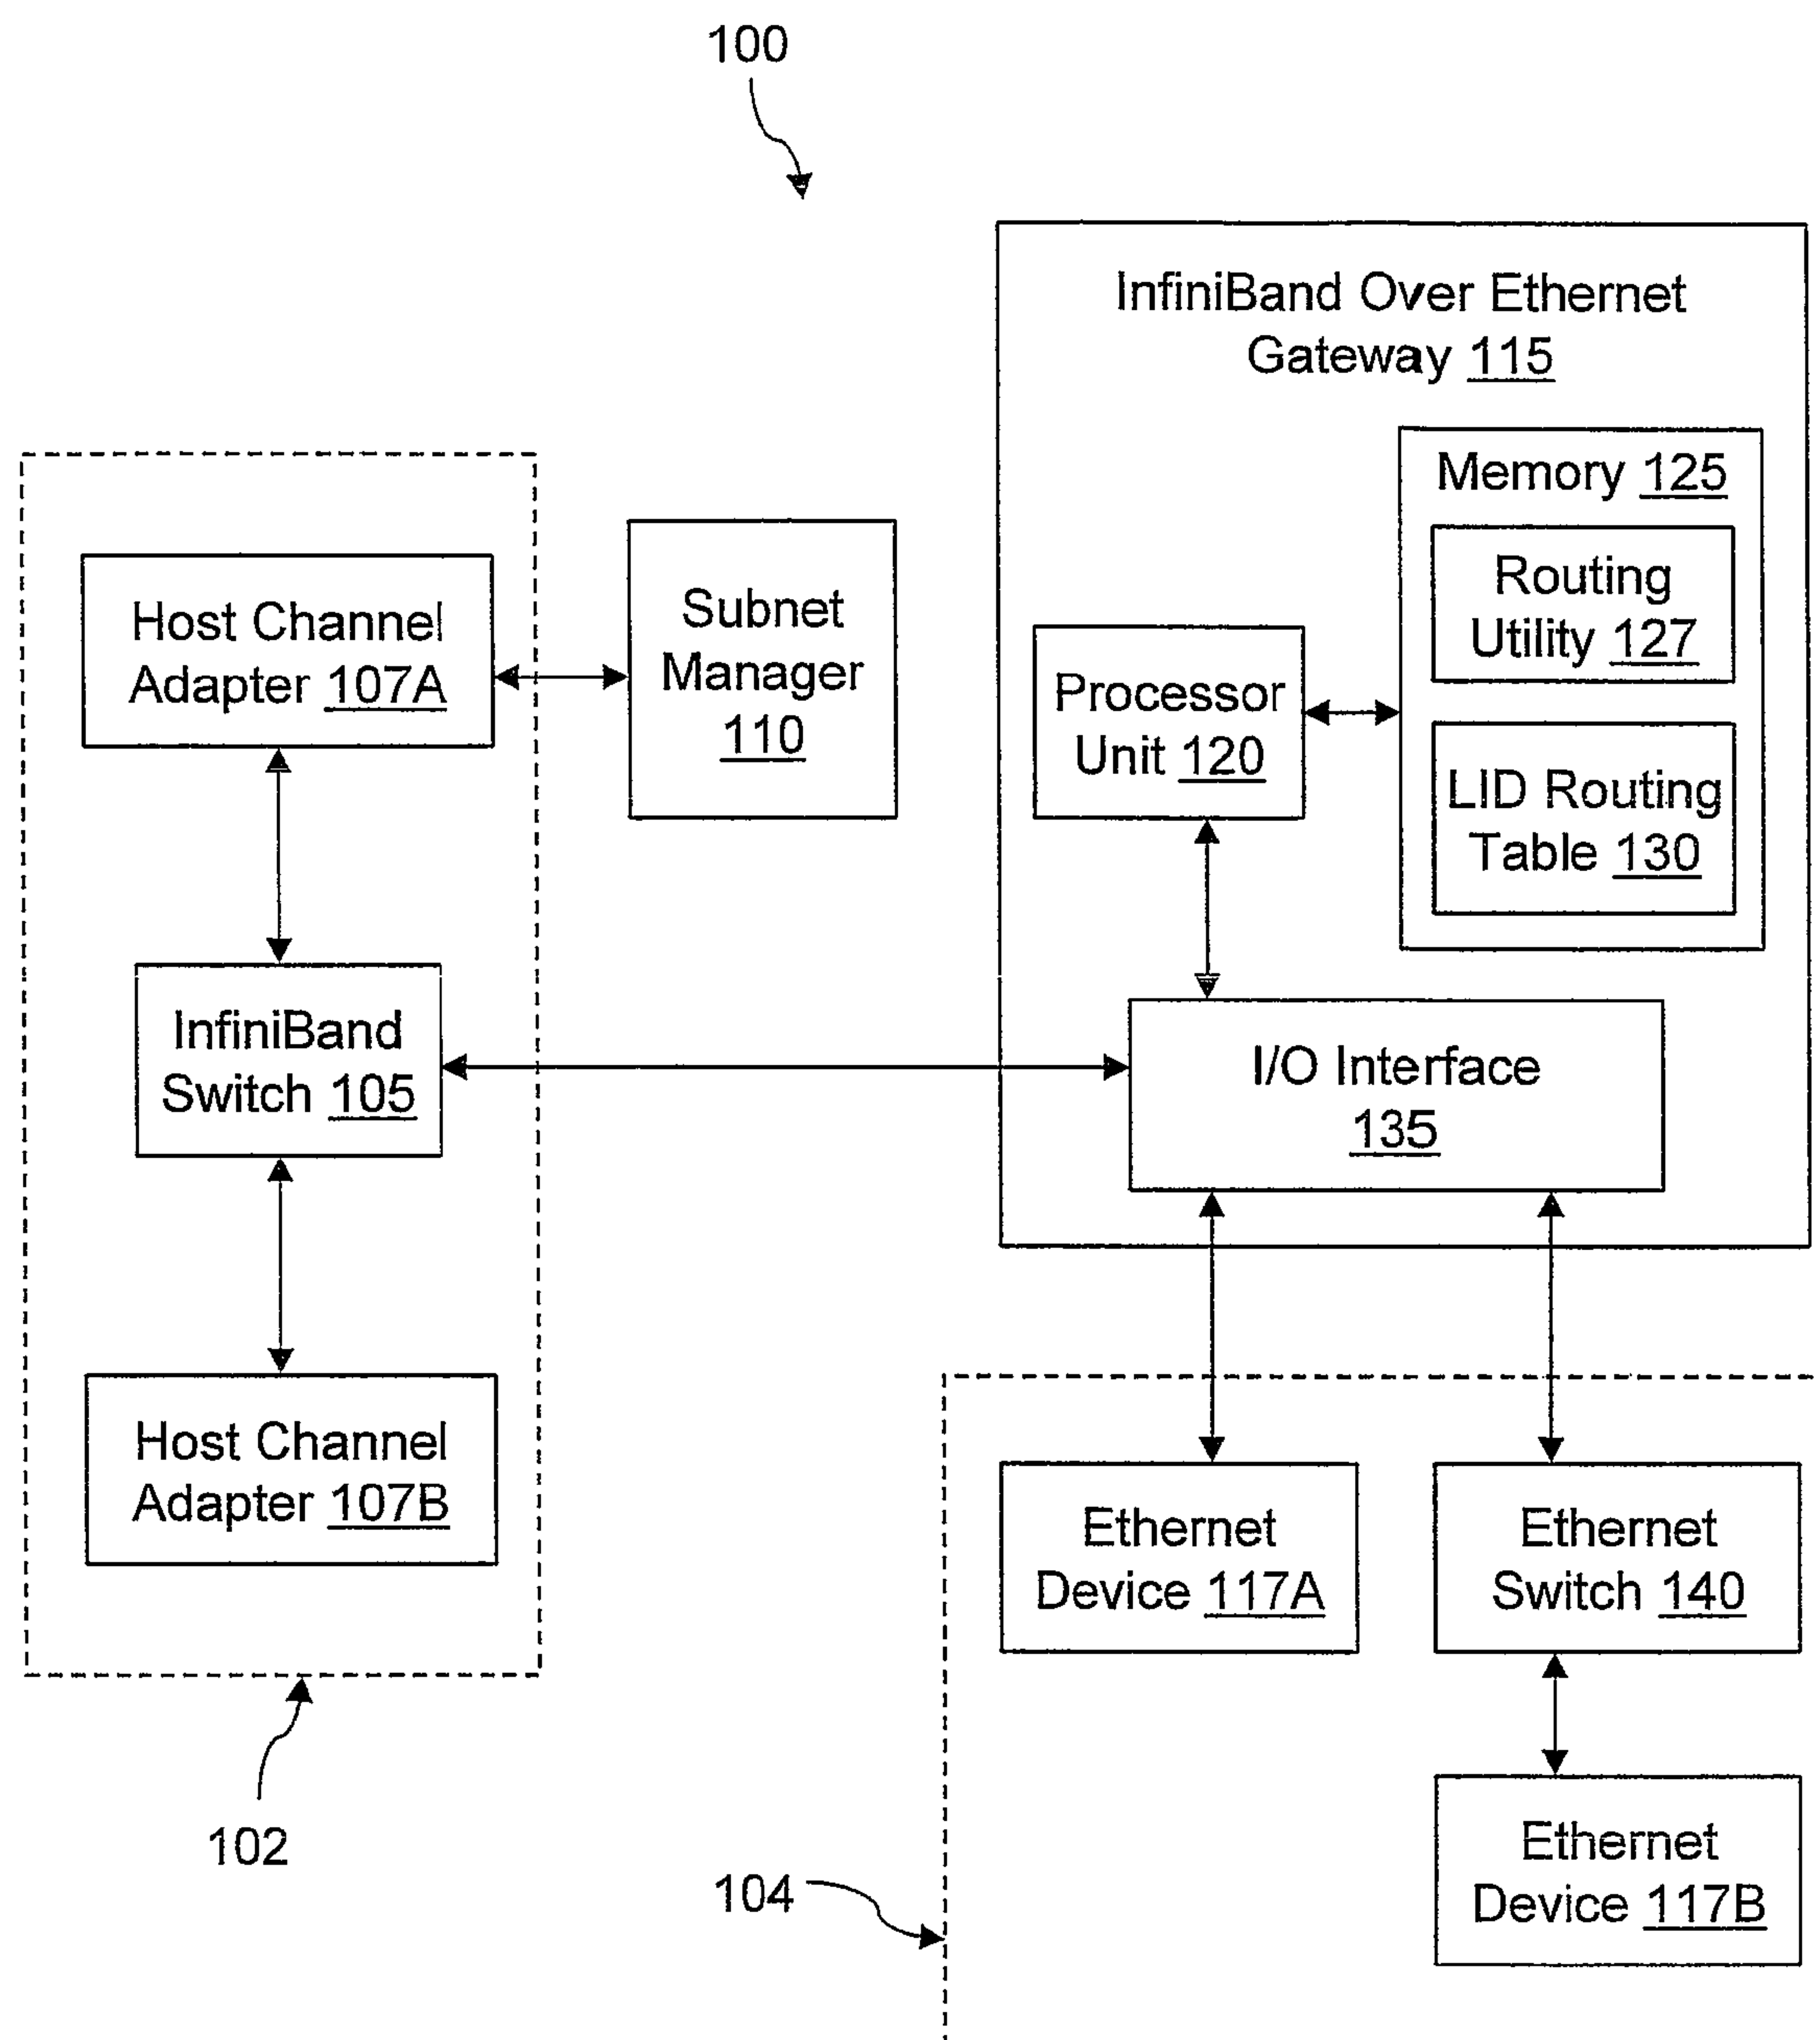 100
InfiniBand Over Ethernet
Gateway 115
Memory 125
Routing
Utility 127
LID Routing
Table 130
Processor
Unit 120
I/O Interface
135
Host Channel
Adapter 107A
Subnet
Manager
110
InfiniBand
Switch 105
Host Channel
Adapter 107B
102
Ethernet
Device 117A
Ethernet
Switch 140
Ethernet
Device 117B
104